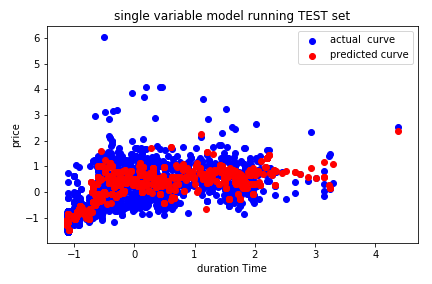 single variable model running TEST set
actual  curve
predicted curve
price
6
5
4
3
2
1
0
−1
−1
0
1
2
3
4
duration Time